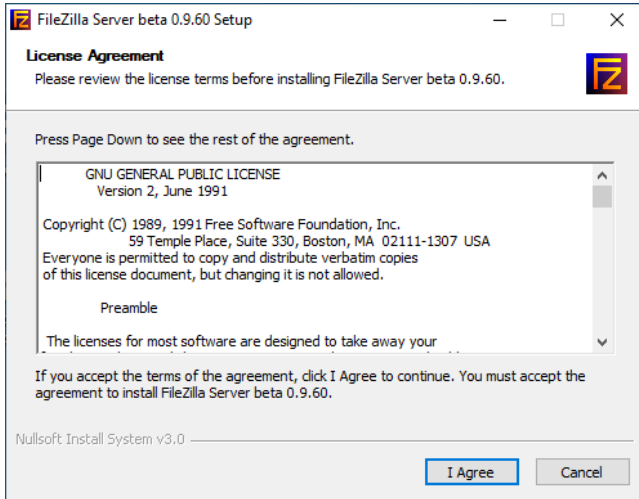 FileZilla Server beta 0.9.60 Setup
License Agreement
Please review the license terms before installing FileZilla Server beta 0.9.60.
FZ
Press Page Down to see the rest of the agreement.
GNU GENERAL PUBLIC LICENSE
Version 2, June 1991
Copyright (C) 1989, 1991 Free Software Foundation, Inc.
59 Temple Place, Suite 330, Boston, MA 02111-1307 USA
Everyone is permitted to copy and distribute verbatim copies
of this license document, but changing it is not allowed.
Preamble
The licenses for most software are designed to take away your
If you accept the terms of the agreement, click I Agree to continue. You must accept the
agreement to install FileZilla Server beta 0.9.60.
Nullsoft Install System v3.0
I Agree
Cancel